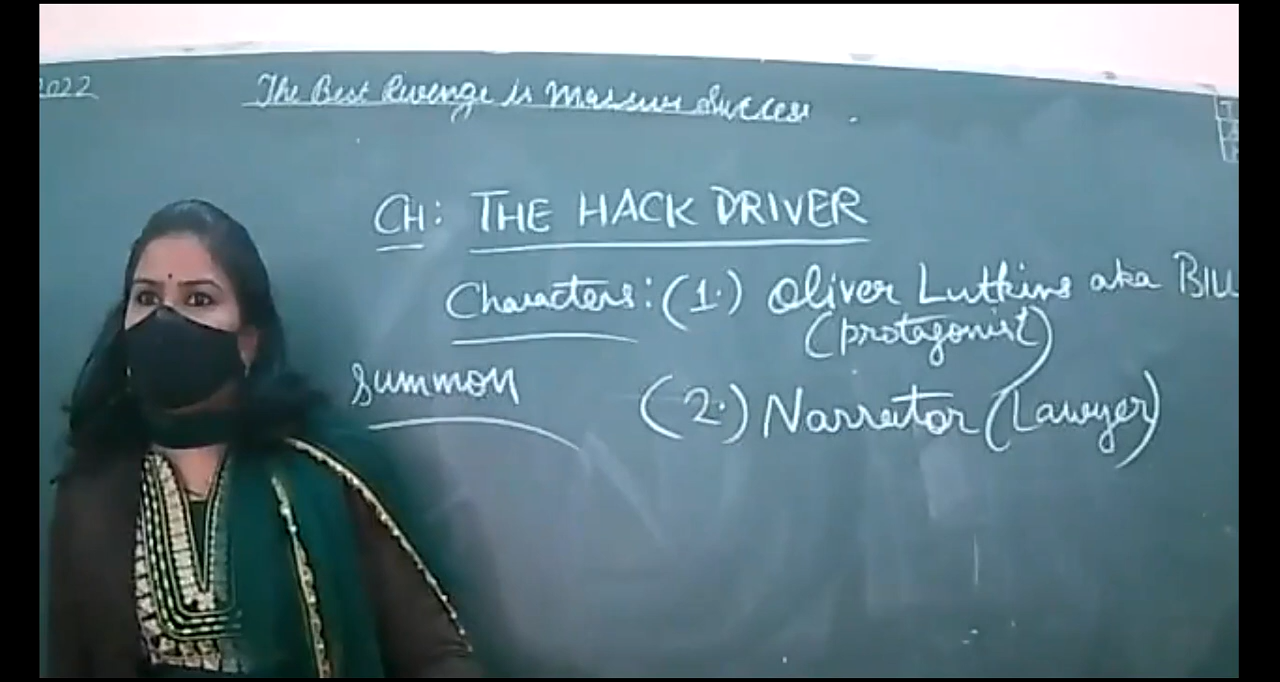 2022
The Best Revenge is Massive Success.
CH: THE HACK DRIVER
Characters: (1.) Oliver Lutkins aka BILL
(protagonist)
Summon
(2.) Narrator (Lawyer)